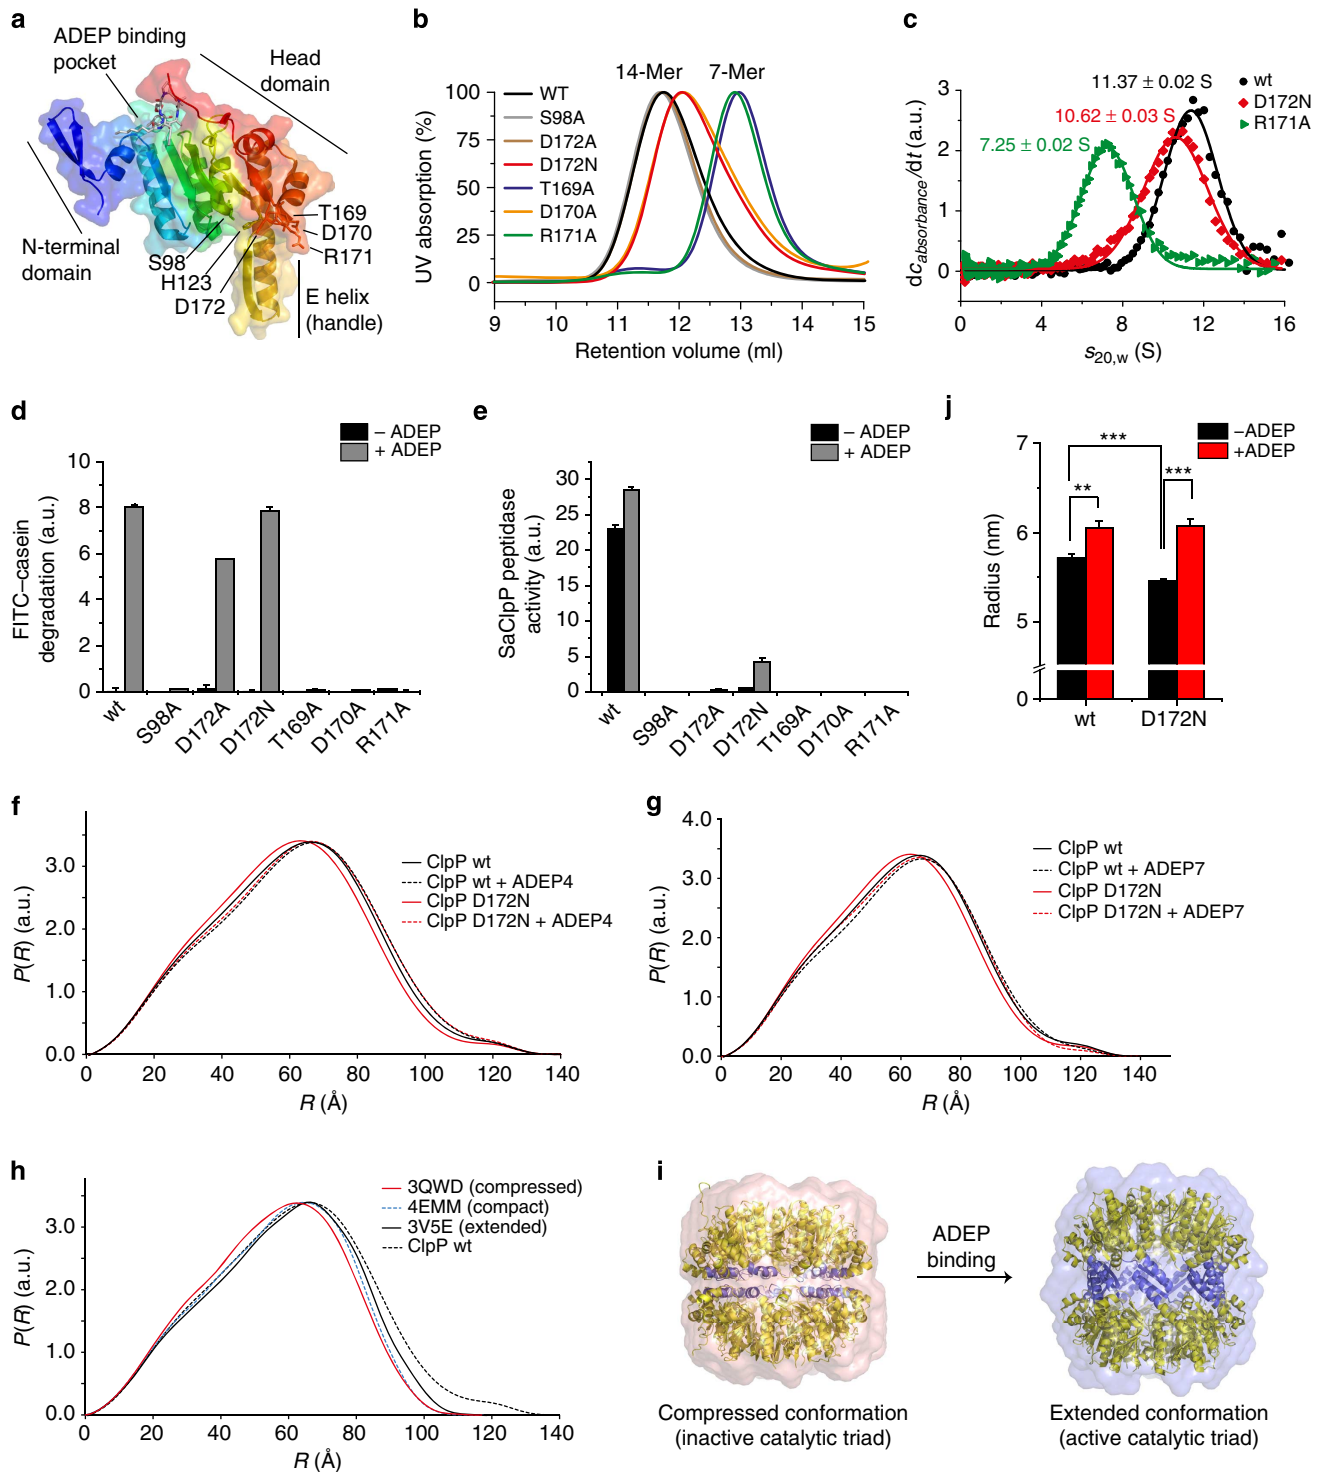 a
ADEP binding
pocket
Head
domain
N-terminal
domain
S98
H123
D172
T169
D170
R171
E helix
(handle)
b
14-Mer
7-Mer
WT
S98A
D172A
D172N
T169A
D170A
R171A
UV absorption (%)
100
75
50
25
0
9 10 11 12 13 14 15
Retention volume (ml)
c
11.37 ± 0.02 S
10.62 ± 0.03 S
7.25 ± 0.02 S
wt
D172N
R171A
dc_absorbance/dt (a.u.)
3
2
1
0
0 4 8 12 16
s20,w (S)
d
– ADEP
+ ADEP
FITC–casein
degradation (a.u.)
10
8
6
4
2
0
wt S98A D172A D172N T169A D170A R171A
e
– ADEP
+ ADEP
SaClpP peptidase
activity (a.u.)
30
25
20
15
10
5
0
wt S98A D172A D172N T169A D170A R171A
j
–ADEP
+ADEP
***
**
***
Radius (nm)
7
6
5
0
wt D172N
f
ClpP wt
ClpP wt + ADEP4
ClpP D172N
ClpP D172N + ADEP4
P(R) (a.u.)
3.0
2.0
1.0
0.0
0 20 40 60 80 100 120 140
R (Å)
g
ClpP wt
ClpP wt + ADEP7
ClpP D172N
ClpP D172N + ADEP7
P(R) (a.u.)
4.0
3.0
2.0
1.0
0.0
0 20 40 60 80 100 120 140
R (Å)
h
3QWD (compressed)
4EMM (compact)
3V5E (extended)
ClpP wt
P(R) (a.u.)
3.0
2.0
1.0
0.0
0 20 40 60 80 100 120 140
R (Å)
i
ADEP
binding
Compressed conformation
(inactive catalytic triad)
Extended conformation
(active catalytic triad)